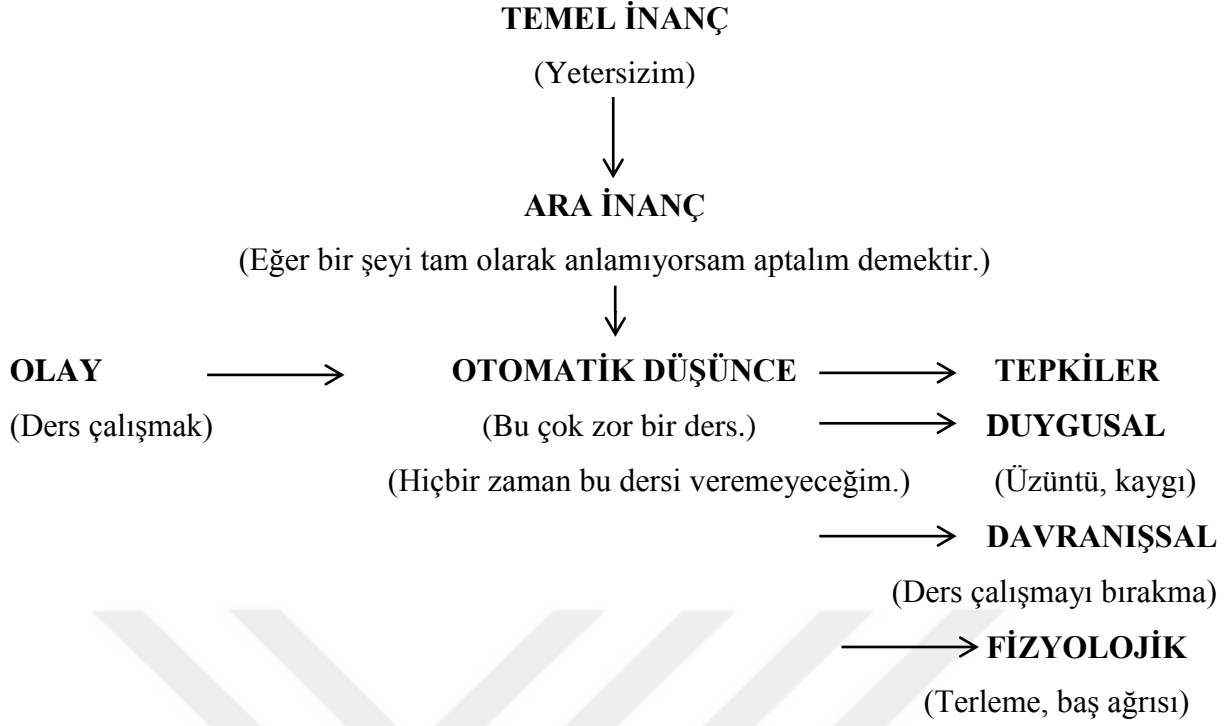 TEMEL İNANÇ
(Yetersizim)
ARA İNANÇ
(Eğer bir şeyi tam olarak anlamıyorsam aptalım demektir.)
OLAY OTOMATİK DÜŞÜNCE TEPKİLER
(Ders çalışmak) (Bu çok zor bir ders.) DUYGUSAL
(Hiçbir zaman bu dersi veremeyeceğim.) (Üzüntü, kaygı)
DAVRANIŞSAL
(Ders çalışmayı bırakma)
FİZYOLOJİK
(Terleme, baş ağrısı)